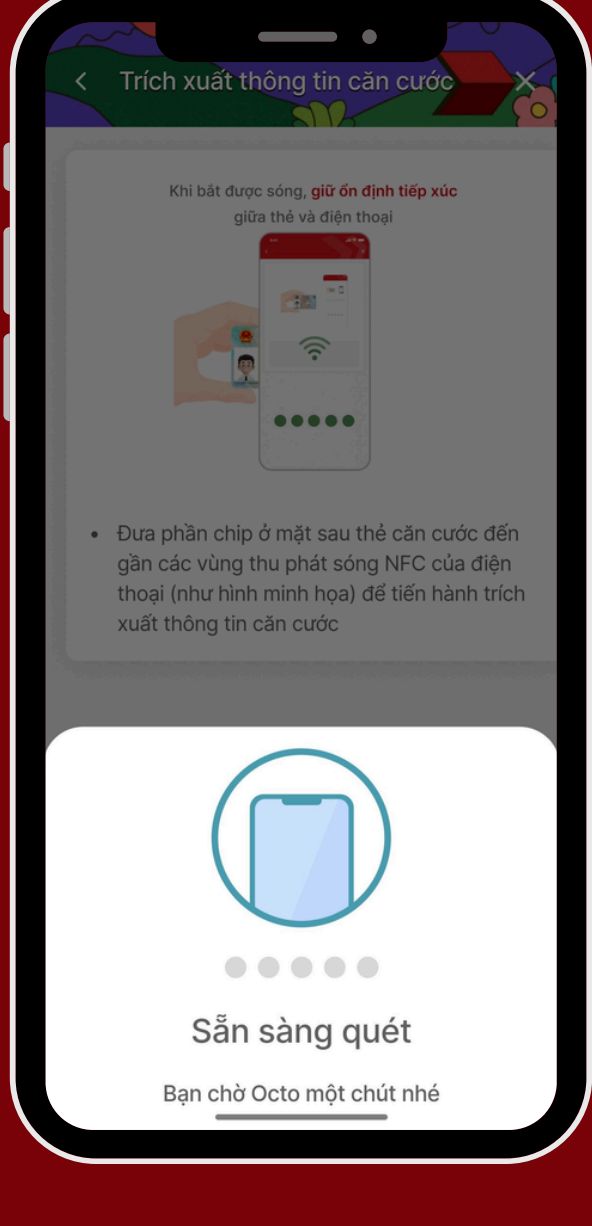 Trích xuất thông tin căn cước
Khi bắt được sóng, giữ ổn định tiếp xúc
giữa thẻ và điện thoại
Đưa phần chip ở mặt sau thẻ căn cước đến
gần các vùng thu phát sóng NFC của điện
thoại (như hình minh họa) để tiến hành trích
xuất thông tin căn cước
Sẵn sàng quét
Bạn chờ Octo một chút nhé